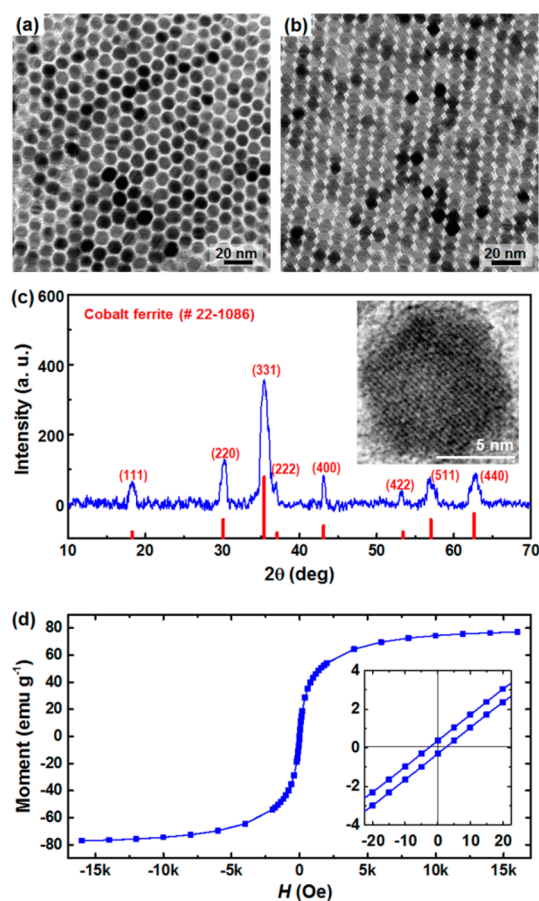 (a)
(b)
20 nm
20 nm
(c)
600
400
200
0
Intensity (a. u.)
Cobalt ferrite (# 22-1086)
(111)
(220)
(331)
(222)
(400)
(422)
(511)
(440)
5 nm
10 20 30 40 50 60 70
2θ (deg)
(d)
80
60
40
20
0
-20
-40
-60
-80
Moment (emu g⁻¹)
4
2
0
-2
-4
-20 -10 0 10 20
-15k -10k -5k 0 5k 10k 15k
H (Oe)